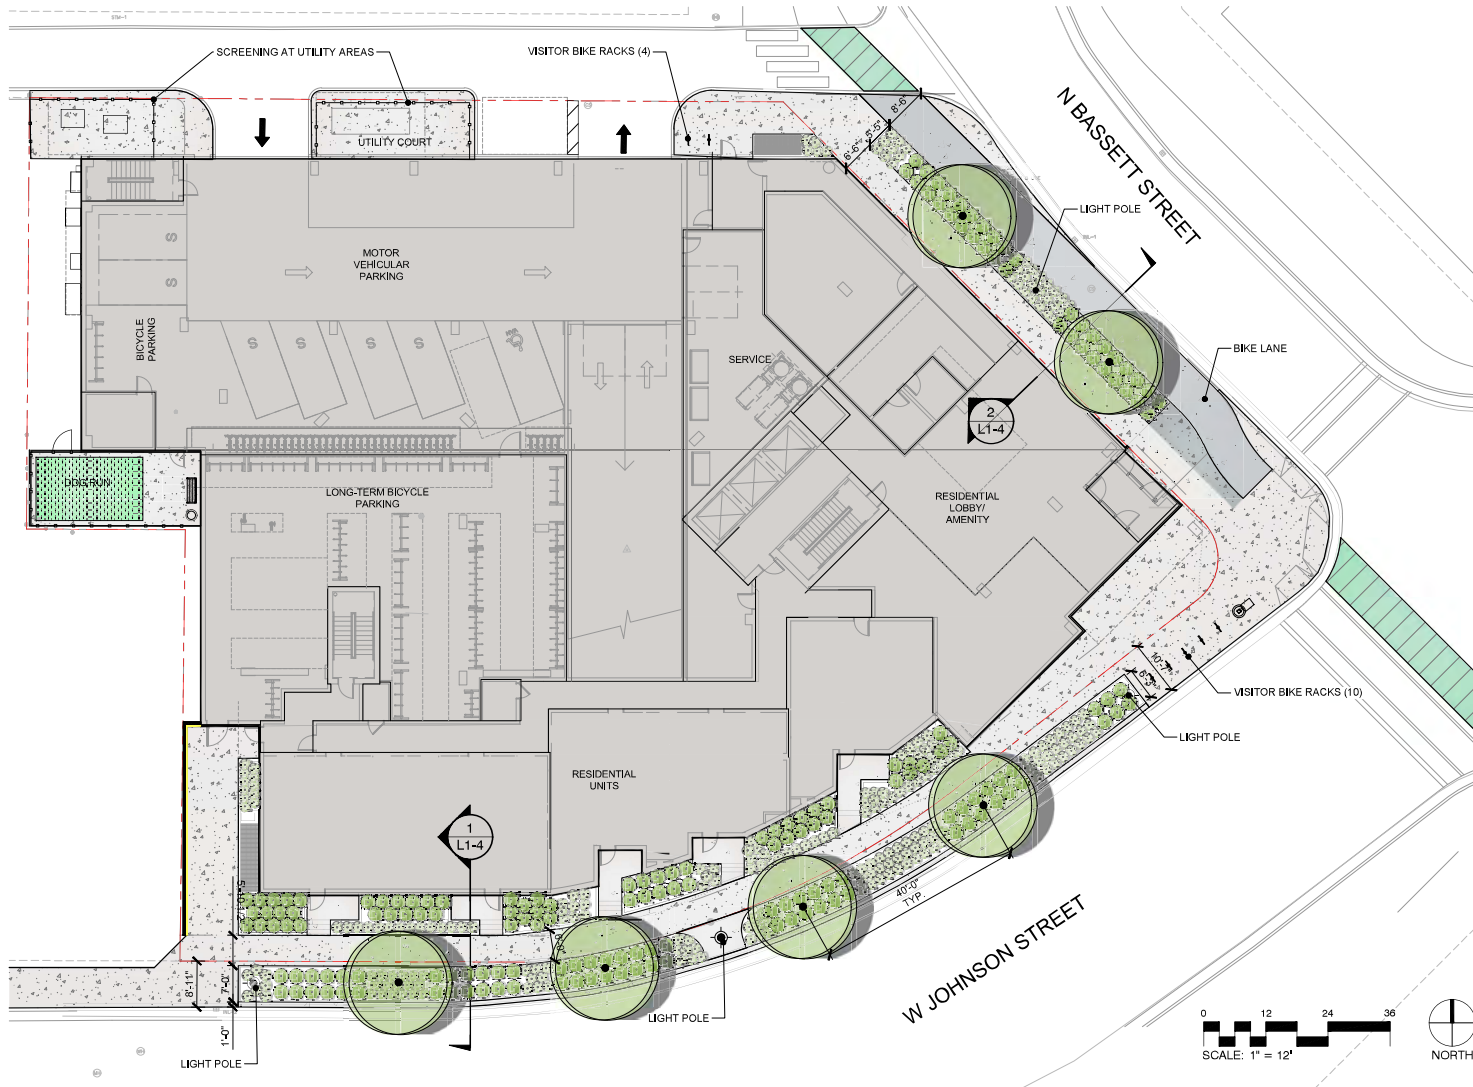 SCREENING AT UTILITY AREAS
VISITOR BIKE RACKS (4)
UTILITY COURT
8'-6"
5'-5"
6'-6"
N BASSETT STREET
LIGHT POLE
MOTOR
VEHICULAR
PARKING
BICYCLE
PARKING
S
S
S
S
S
S
SERVICE
BIKE LANE
2
L1-4
DOG RUN
LONG-TERM BICYCLE
PARKING
RESIDENTIAL
LOBBY/
AMENITY
10'-7"
6'-3"
VISITOR BIKE RACKS (10)
LIGHT POLE
RESIDENTIAL
UNITS
1
L1-4
40'-0"
TYP.
W JOHNSON STREET
8'-11"
7'-0"
1'-0"
LIGHT POLE
LIGHT POLE
0 12 24 36
SCALE: 1" = 12'
NORTH